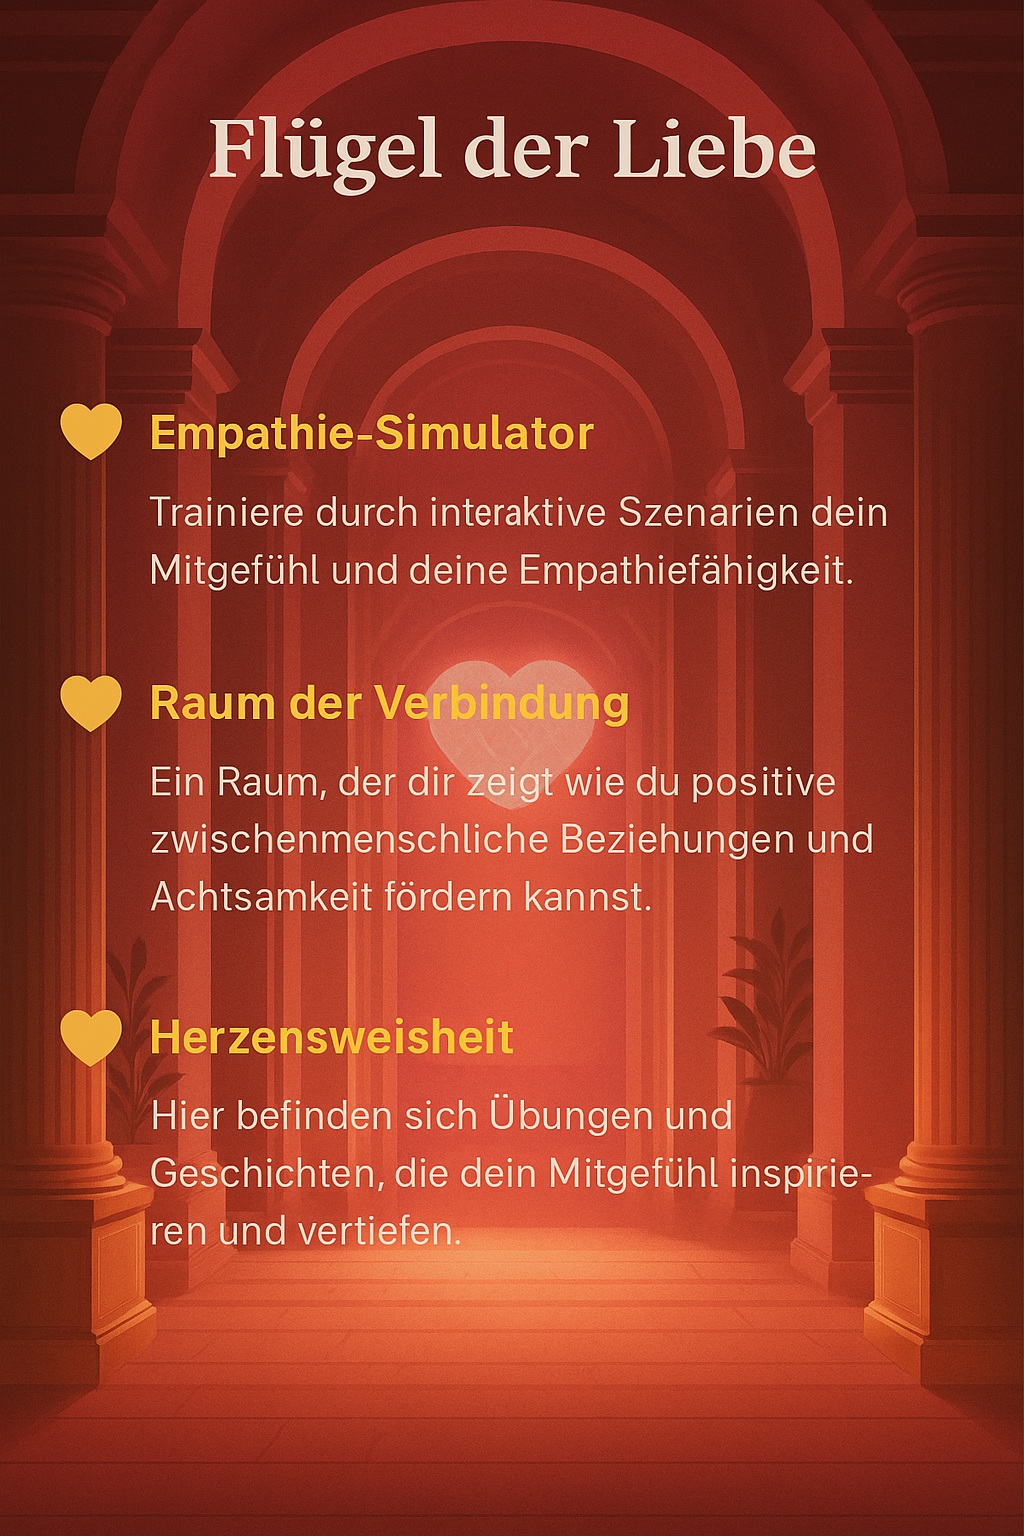 Flügel der Liebe
Empathie-Simulator
Trainiere durch interaktive Szenarien dein
Mitgefühl und deine Empathiefähigkeit.
Raum der Verbindung
Ein Raum, der dir zeigt wie du positive
zwischenmenschliche Beziehungen und
Achtsamkeit fördern kannst.
Herzensweisheit
Hier befinden sich Übungen und
Geschichten, die dein Mitgefühl inspirie-
ren und vertiefen.